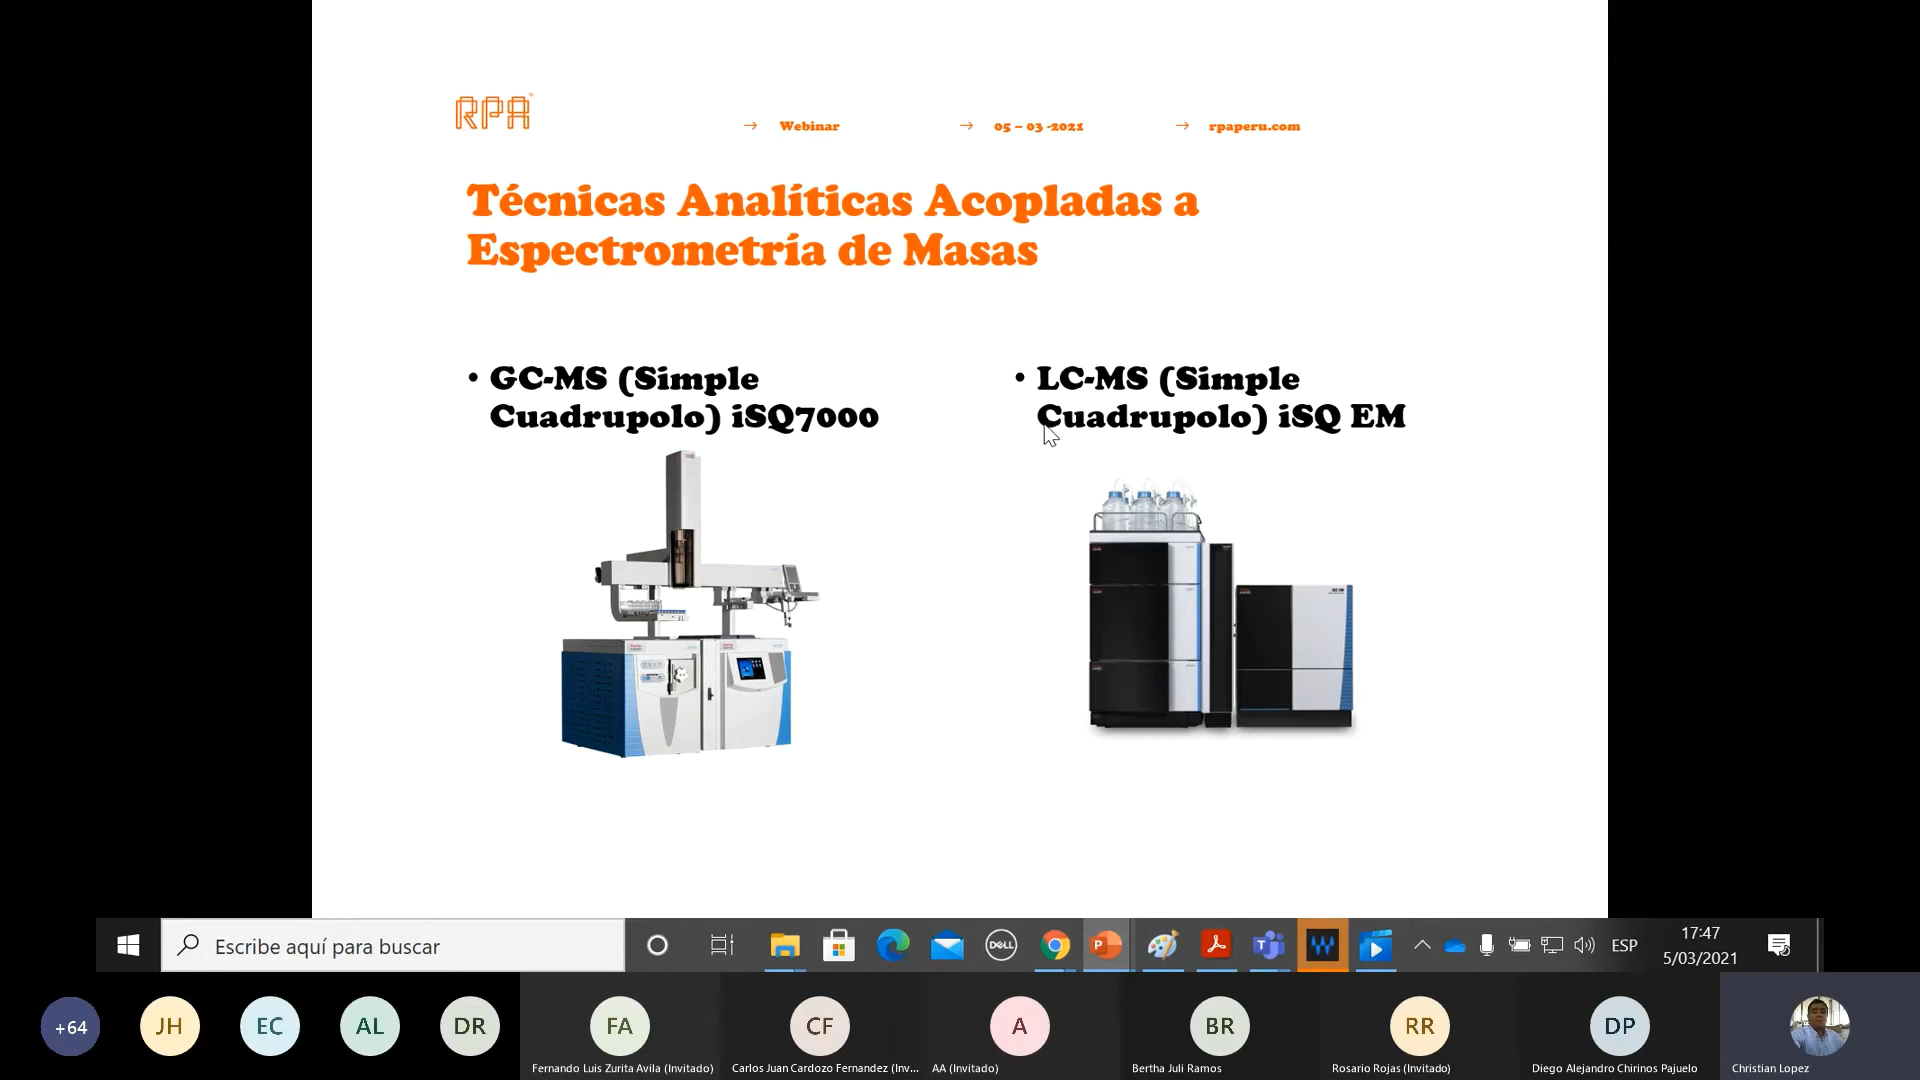 RPA
→ Webinar → 05 – 03 -2021 → rpaperu.com
Técnicas Analíticas Acopladas a
Espectrometría de Masas
• GC-MS (Simple
Cuadrupolo) iSQ7000
• LC-MS (Simple
Cuadrupolo) iSQ EM
Escribe aquí para buscar
DELL
ESP
17:47
5/03/2021
+64
JH
EC
AL
DR
FA
CF
A
BR
RR
DP
Fernando Luis Zurita Avila (Invitado)
Carlos Juan Cardozo Fernandez (Inv...
AA (Invitado)
Bertha Juli Ramos
Rosario Rojas (Invitado)
Diego Alejandro Chirinos Pajuelo
Christian Lopez